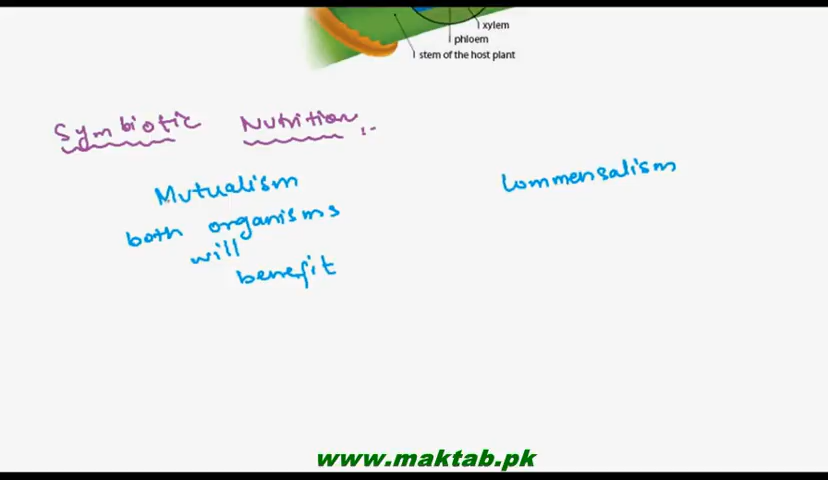 xylem
phloem
stem of the host plant
Symbiotic Nutrition :-
Mutualism
both organisms
will
benefit
Commensalism
www.maktab.pk